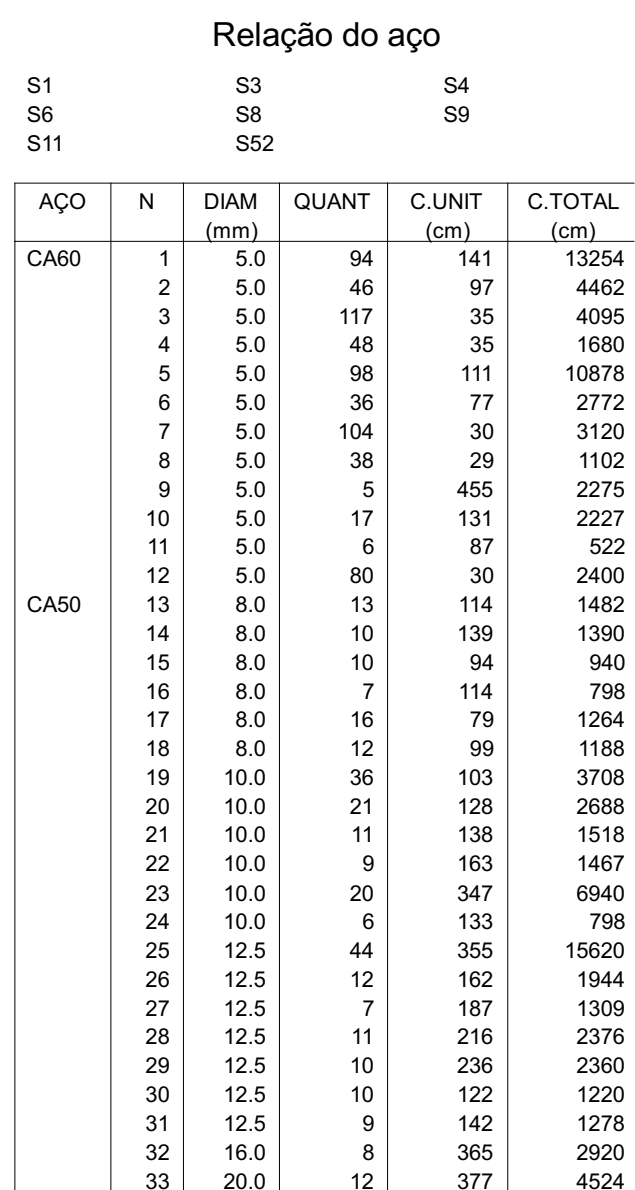 Relação do aço
S1 S3 S4
S6 S8 S9
S11 S52
AÇO N DIAM QUANT C.UNIT C.TOTAL
(mm) (cm) (cm)
CA60 1 5.0 94 141 13254
2 5.0 46 97 4462
3 5.0 117 35 4095
4 5.0 48 35 1680
5 5.0 98 111 10878
6 5.0 36 77 2772
7 5.0 104 30 3120
8 5.0 38 29 1102
9 5.0 5 455 2275
10 5.0 17 131 2227
11 5.0 6 87 522
12 5.0 80 30 2400
CA50 13 8.0 13 114 1482
14 8.0 10 139 1390
15 8.0 10 94 940
16 8.0 7 114 798
17 8.0 16 79 1264
18 8.0 12 99 1188
19 10.0 36 103 3708
20 10.0 21 128 2688
21 10.0 11 138 1518
22 10.0 9 163 1467
23 10.0 20 347 6940
24 10.0 6 133 798
25 12.5 44 355 15620
26 12.5 12 162 1944
27 12.5 7 187 1309
28 12.5 11 216 2376
29 12.5 10 236 2360
30 12.5 10 122 1220
31 12.5 9 142 1278
32 16.0 8 365 2920
33 20.0 12 377 4524